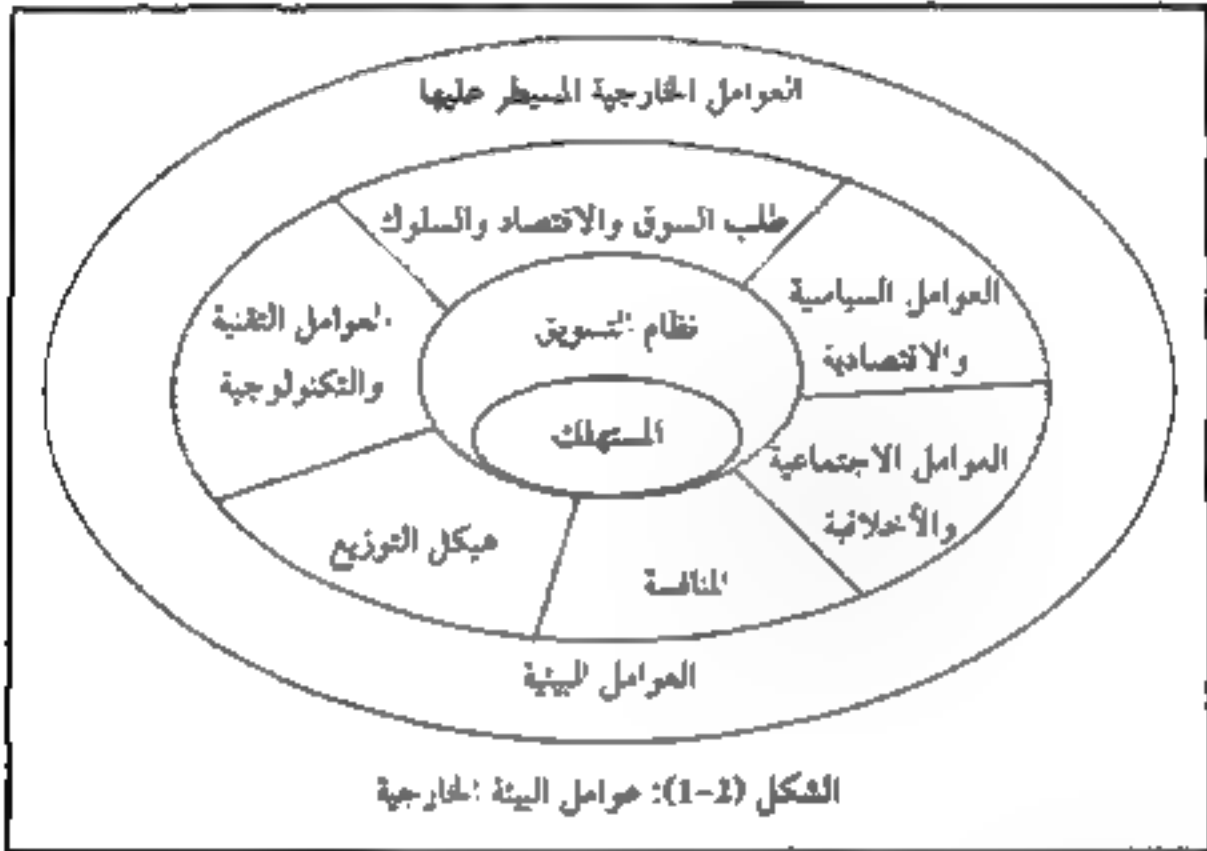 العوامل الخارجية المسيطر عليها
طلب السوق والاقتصاد والسلوك
العوامل السياسية
والاقتصادية
العوامل التقنية
والتكنولوجية
نظام التسويق
المستهلك
العوامل الاجتماعية
والأخلاقية
هيكل التوزيع
المنافسة
العوامل البيئية
الشكل (1-2): عوامل البيئة الخارجية